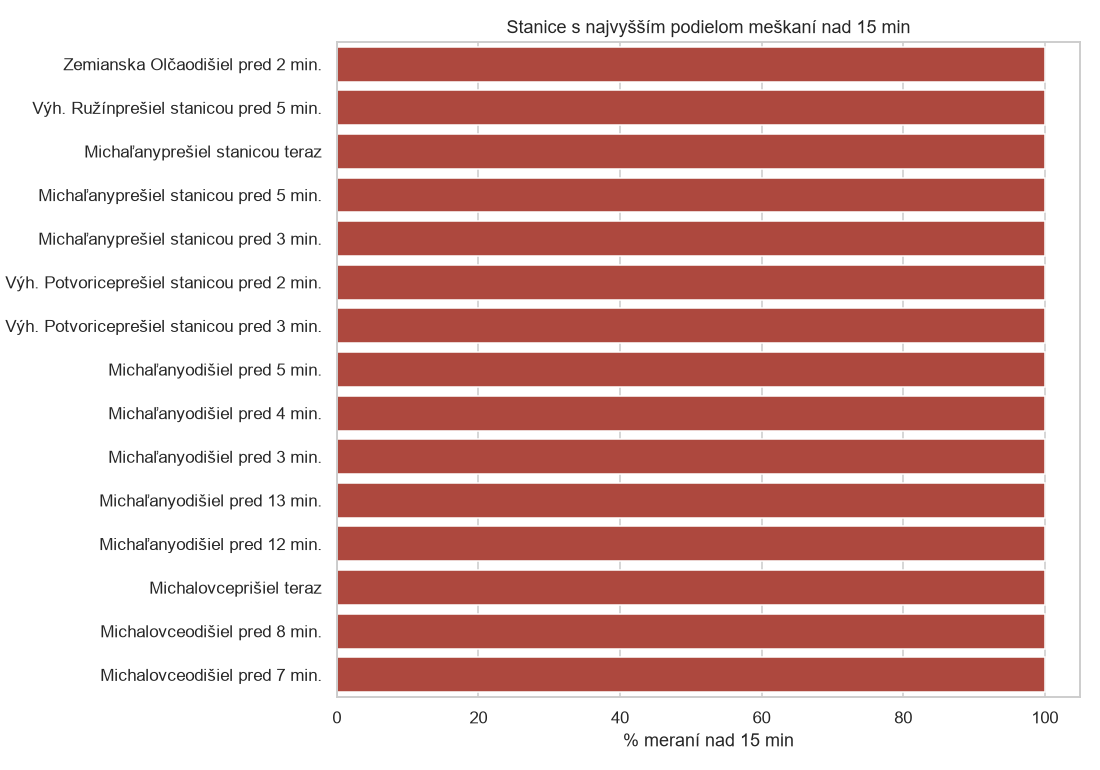 Stanice s najvyšším podielom meškaní nad 15 min
Zemianska Olčaodišiel pred 2 min.
Výh. Ružínprešiel stanicou pred 5 min.
Michaľanyprešiel stanicou teraz
Michaľanyprešiel stanicou pred 5 min.
Michaľanyprešiel stanicou pred 3 min.
Výh. Potvoriceprešiel stanicou pred 2 min.
Výh. Potvoriceprešiel stanicou pred 3 min.
Michaľanyodišiel pred 5 min.
Michaľanyodišiel pred 4 min.
Michaľanyodišiel pred 3 min.
Michaľanyodišiel pred 13 min.
Michaľanyodišiel pred 12 min.
Michalovceprišiel teraz
Michalovceodišiel pred 8 min.
Michalovceodišiel pred 7 min.
0 20 40 60 80 100
% meraní nad 15 min